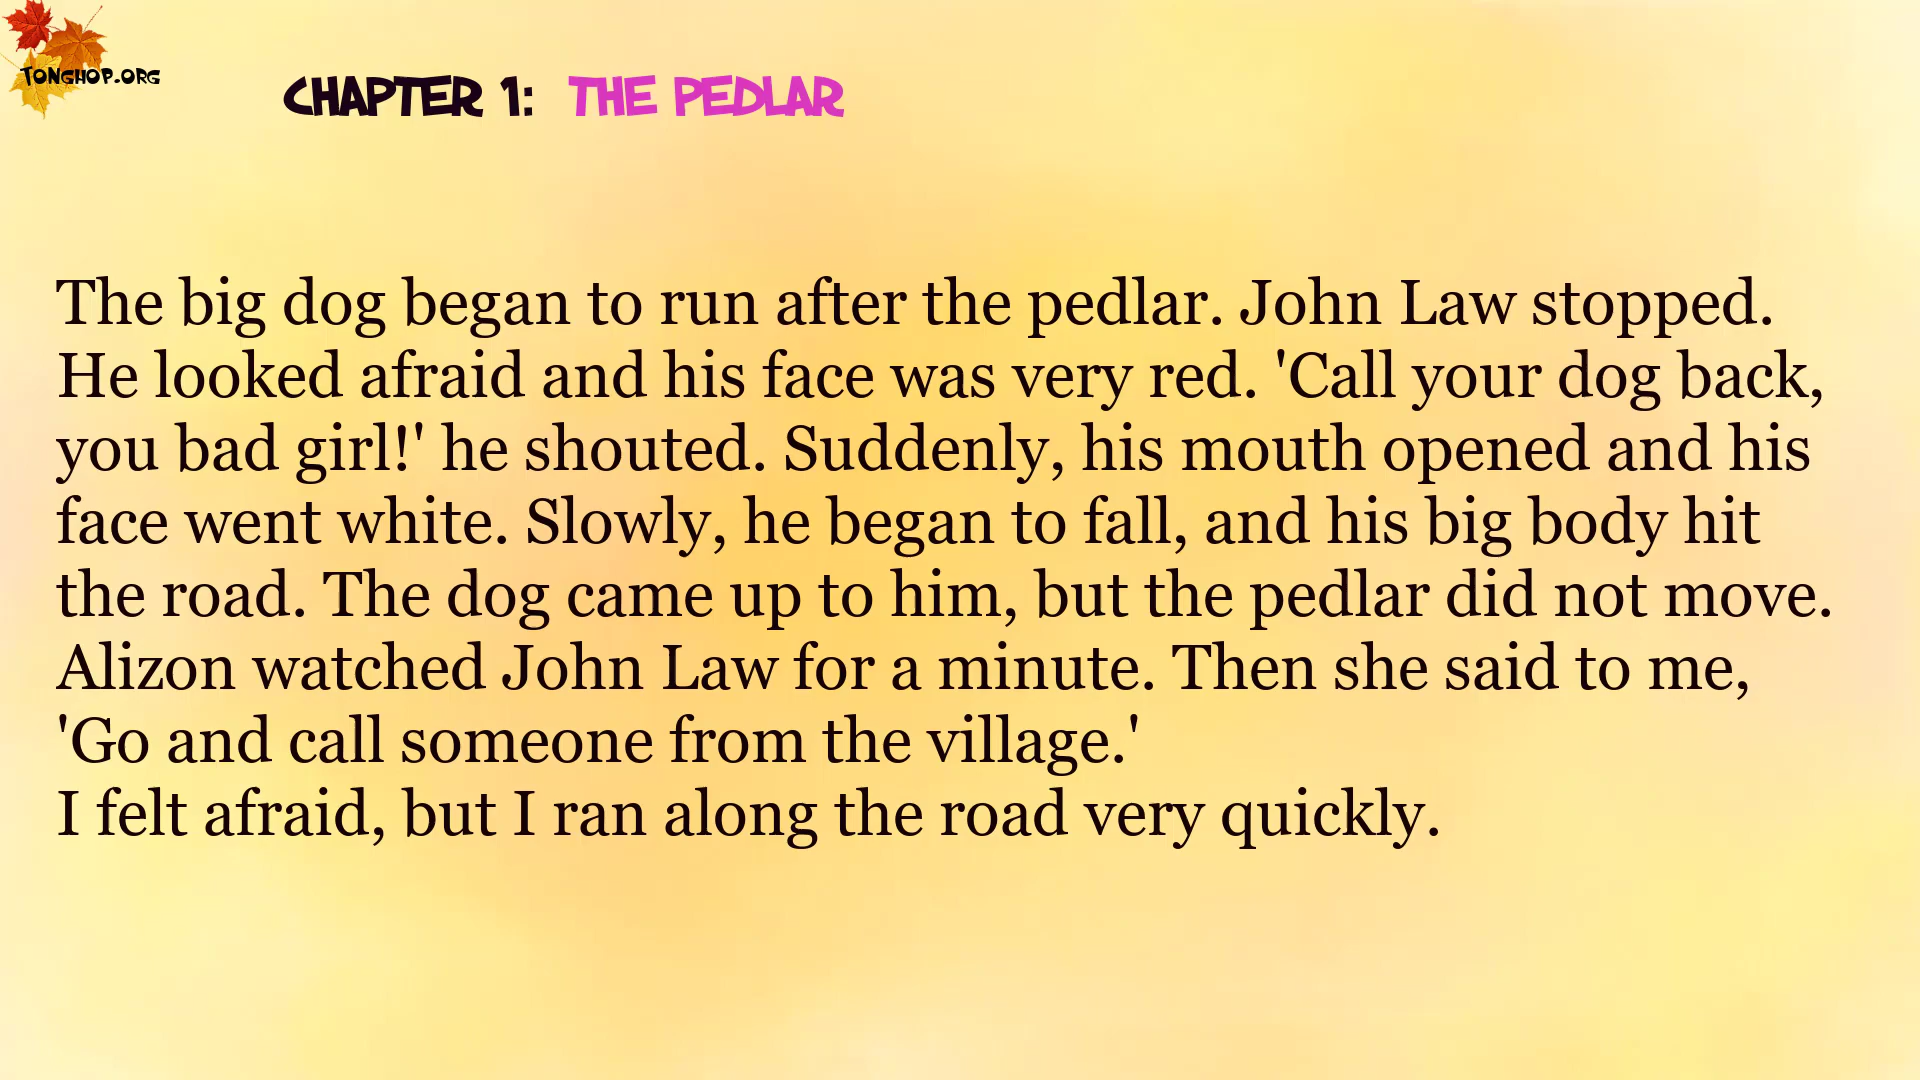 TONGHOP.ORG
CHAPTER 1: THE PEDLAR
The big dog began to run after the pedlar. John Law stopped.
He looked afraid and his face was very red. 'Call your dog back,
you bad girl!' he shouted. Suddenly, his mouth opened and his
face went white. Slowly, he began to fall, and his big body hit
the road. The dog came up to him, but the pedlar did not move.
Alizon watched John Law for a minute. Then she said to me,
'Go and call someone from the village.'
I felt afraid, but I ran along the road very quickly.